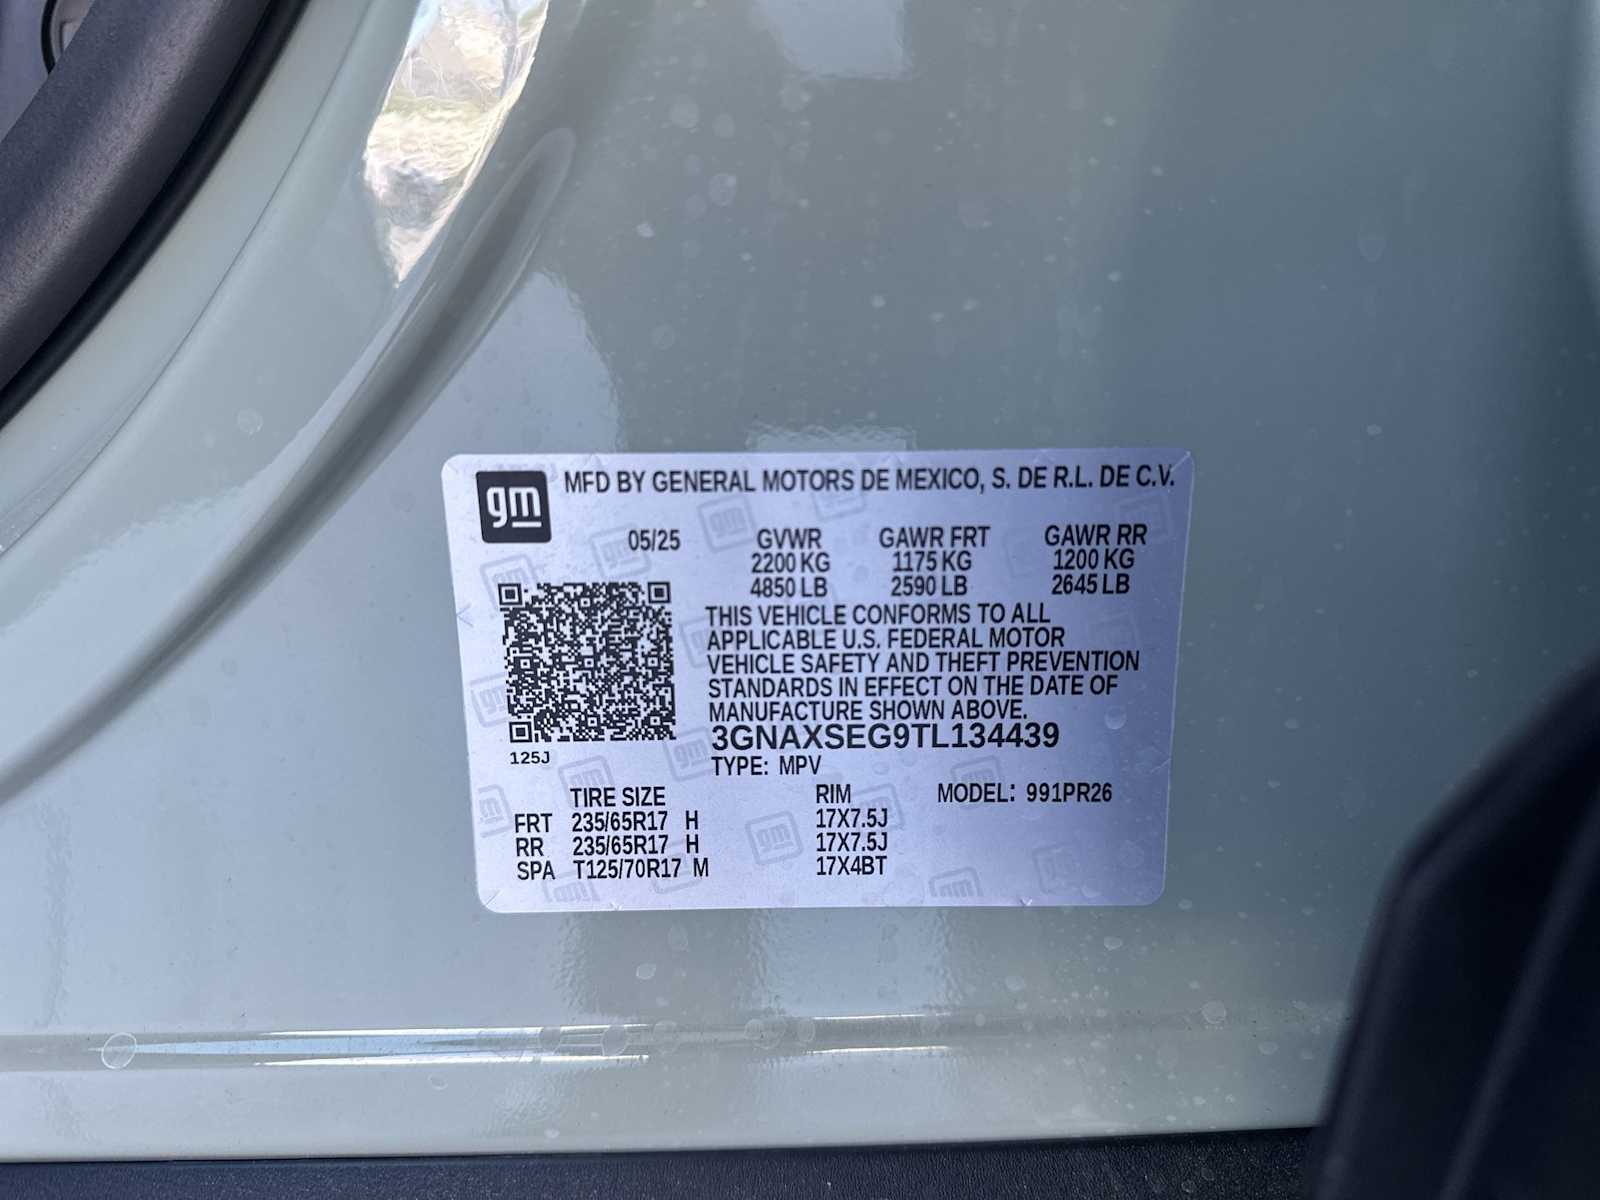 gm
MFD BY GENERAL MOTORS DE MEXICO, S. DE R.L. DE C.V.
05/25 GVWR GAWR FRT GAWR RR
2200 KG 1175 KG 1200 KG
4850 LB 2590 LB 2645 LB
THIS VEHICLE CONFORMS TO ALL
APPLICABLE U.S. FEDERAL MOTOR
VEHICLE SAFETY AND THEFT PREVENTION
STANDARDS IN EFFECT ON THE DATE OF
MANUFACTURE SHOWN ABOVE.
3GNAXSEG9TL134439
125J
TYPE: MPV
TIRE SIZE RIM MODEL: 991PR26
FRT 235/65R17 H 17X7.5J
RR 235/65R17 H 17X7.5J
SPA T125/70R17 M 17X4BT